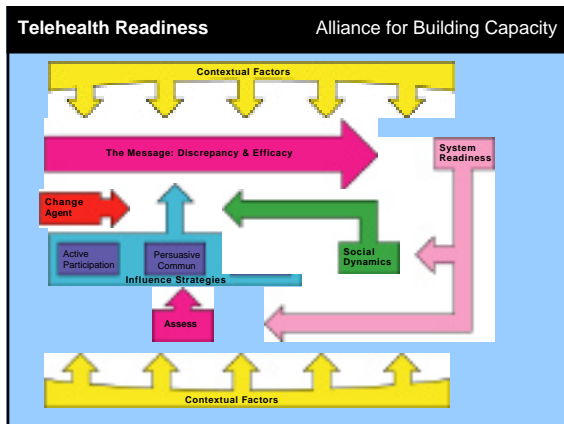 Telehealth Readiness Alliance for Building Capacity
Contextual Factors
The Message: Discrepancy & Efficacy
System
Readiness
Change
Agent
Active
Participation
Persuasive
Commun
Social
Dynamics
Influence Strategies
Assess
Contextual Factors